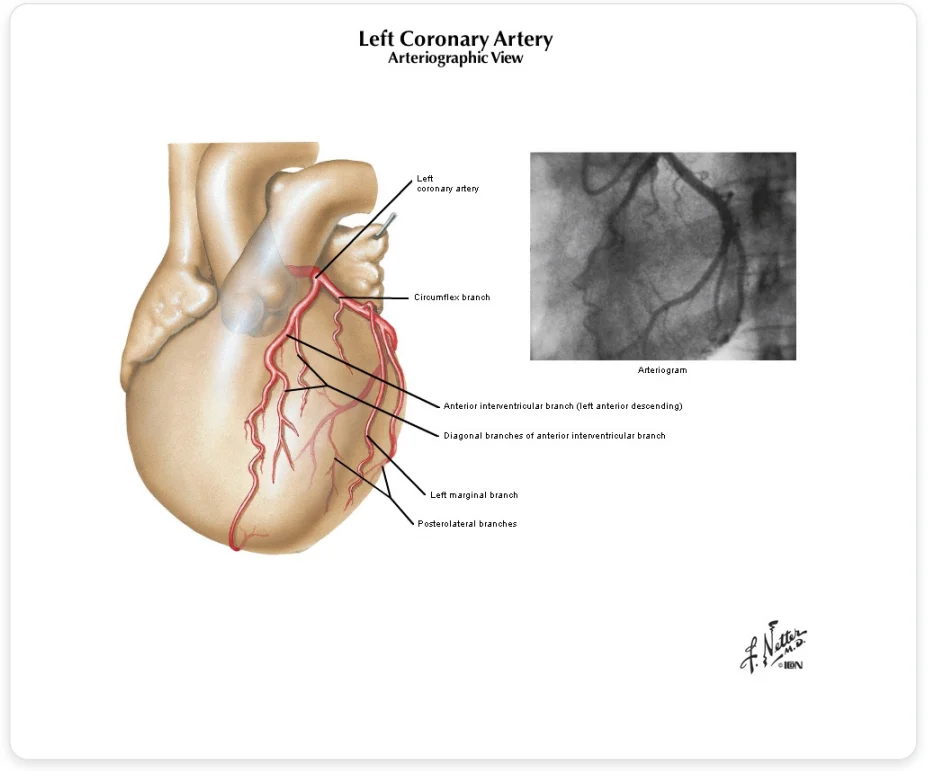 Left Coronary Artery
Arteriographic View
Left
coronary artery
Circumflex branch
Arteriogram
Anterior interventricular branch (left anterior descending)
Diagonal branches of anterior interventricular branch
Left marginal branch
Posterolateral branches
F. Netter
M.D.